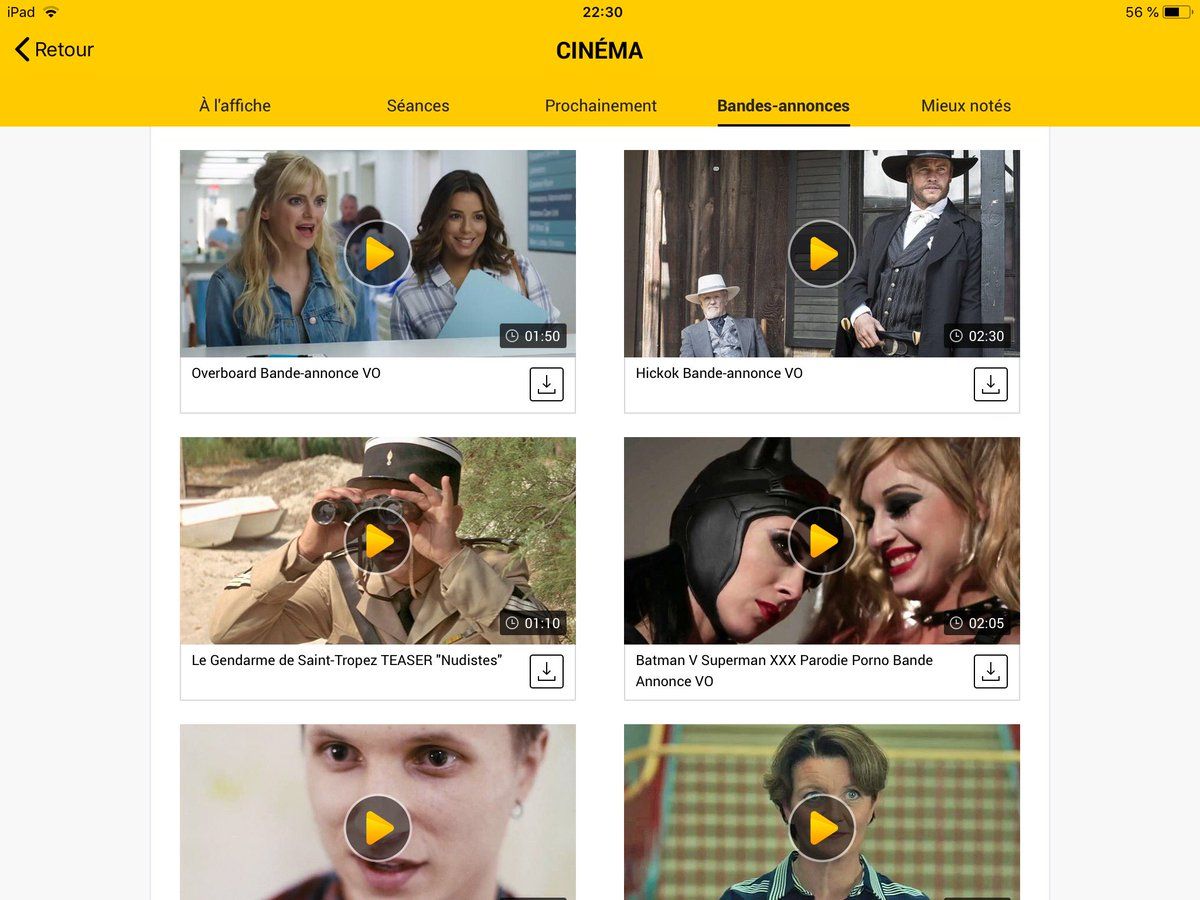 iPad
22:30
56 %
Retour
CINÉMA
À l'affiche
Séances
Prochainement
Bandes-annonces
Mieux notés
01:50
02:30
Overboard Bande-annonce VO
Hickok Bande-annonce VO
01:10
02:05
Le Gendarme de Saint-Tropez TEASER "Nudistes"
Batman V Superman XXX Parodie Porno Bande
Annonce VO